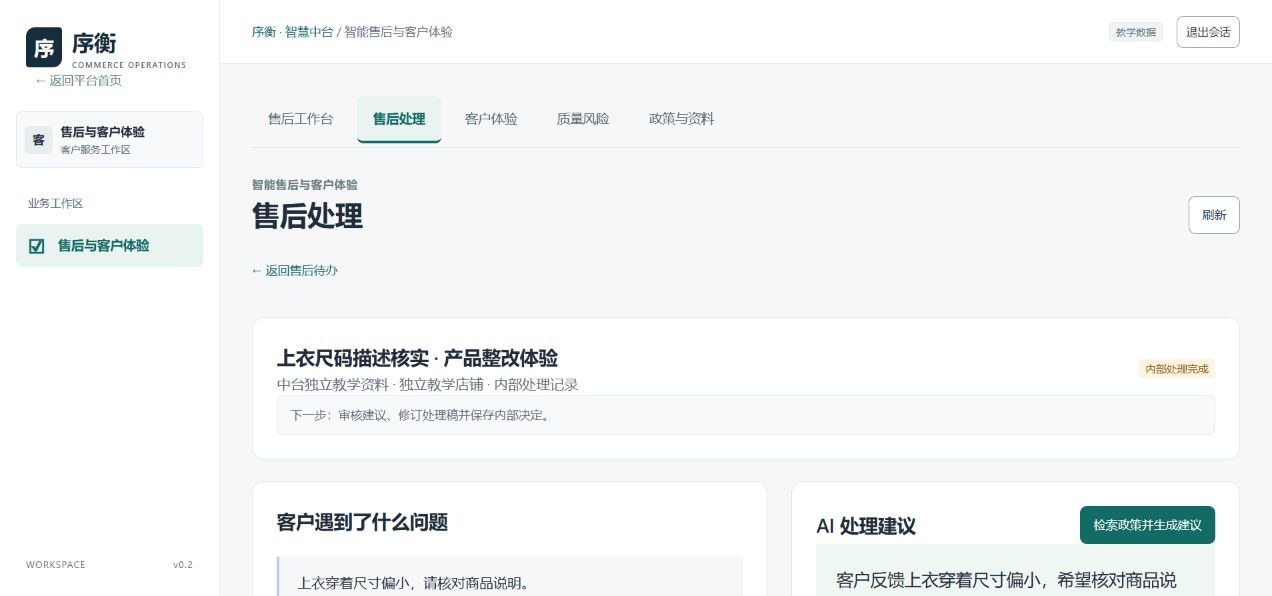 序 序衡
COMMERCE OPERATIONS
← 返回平台首页
客 售后与客户体验
客户服务工作区
业务工作区
售后与客户体验
WORKSPACE v0.2
序衡 · 智慧中台 / 智能售后与客户体验
教学数据 退出会话
售后工作台 售后处理 客户体验 质量风险 政策与资料
智能售后与客户体验
售后处理
刷新
← 返回售后待办
上衣尺码描述核实 · 产品整改体验
中台独立教学资料 · 独立教学店铺 · 内部处理记录
内部处理完成
下一步：审核建议、修订处理稿并保存内部决定。
客户遇到了什么问题
上衣穿着尺寸偏小，请核对商品说明。
AI 处理建议
检索政策并生成建议
客户反馈上衣穿着尺寸偏小，希望核对商品说